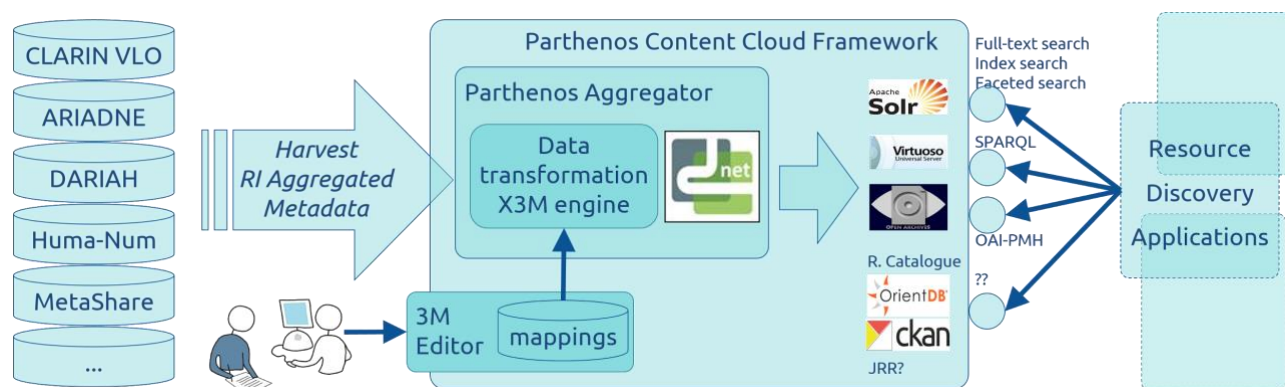 CLARIN VLO
ARIADNE
DARIAH
Huma-Num
MetaShare
...
Harvest
RI Aggregated
Metadata
Parthenos Content Cloud Framework
Parthenos Aggregator
Data
transformation
X3M engine
net
3M
Editor
mappings
Apache
Solr
Virtuoso
Universal Server
OPEN ARCHIVES
R. Catalogue
OrientDB
ckan
JRR?
Full-text search
Index search
Faceted search
SPARQL
OAI-PMH
??
Resource
Discovery
Applications